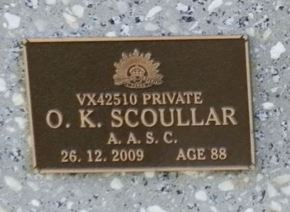 VX42510 PRIVATE
O. K. SCOULLAR
A. A. S. C.
26. 12. 2009 AGE 88